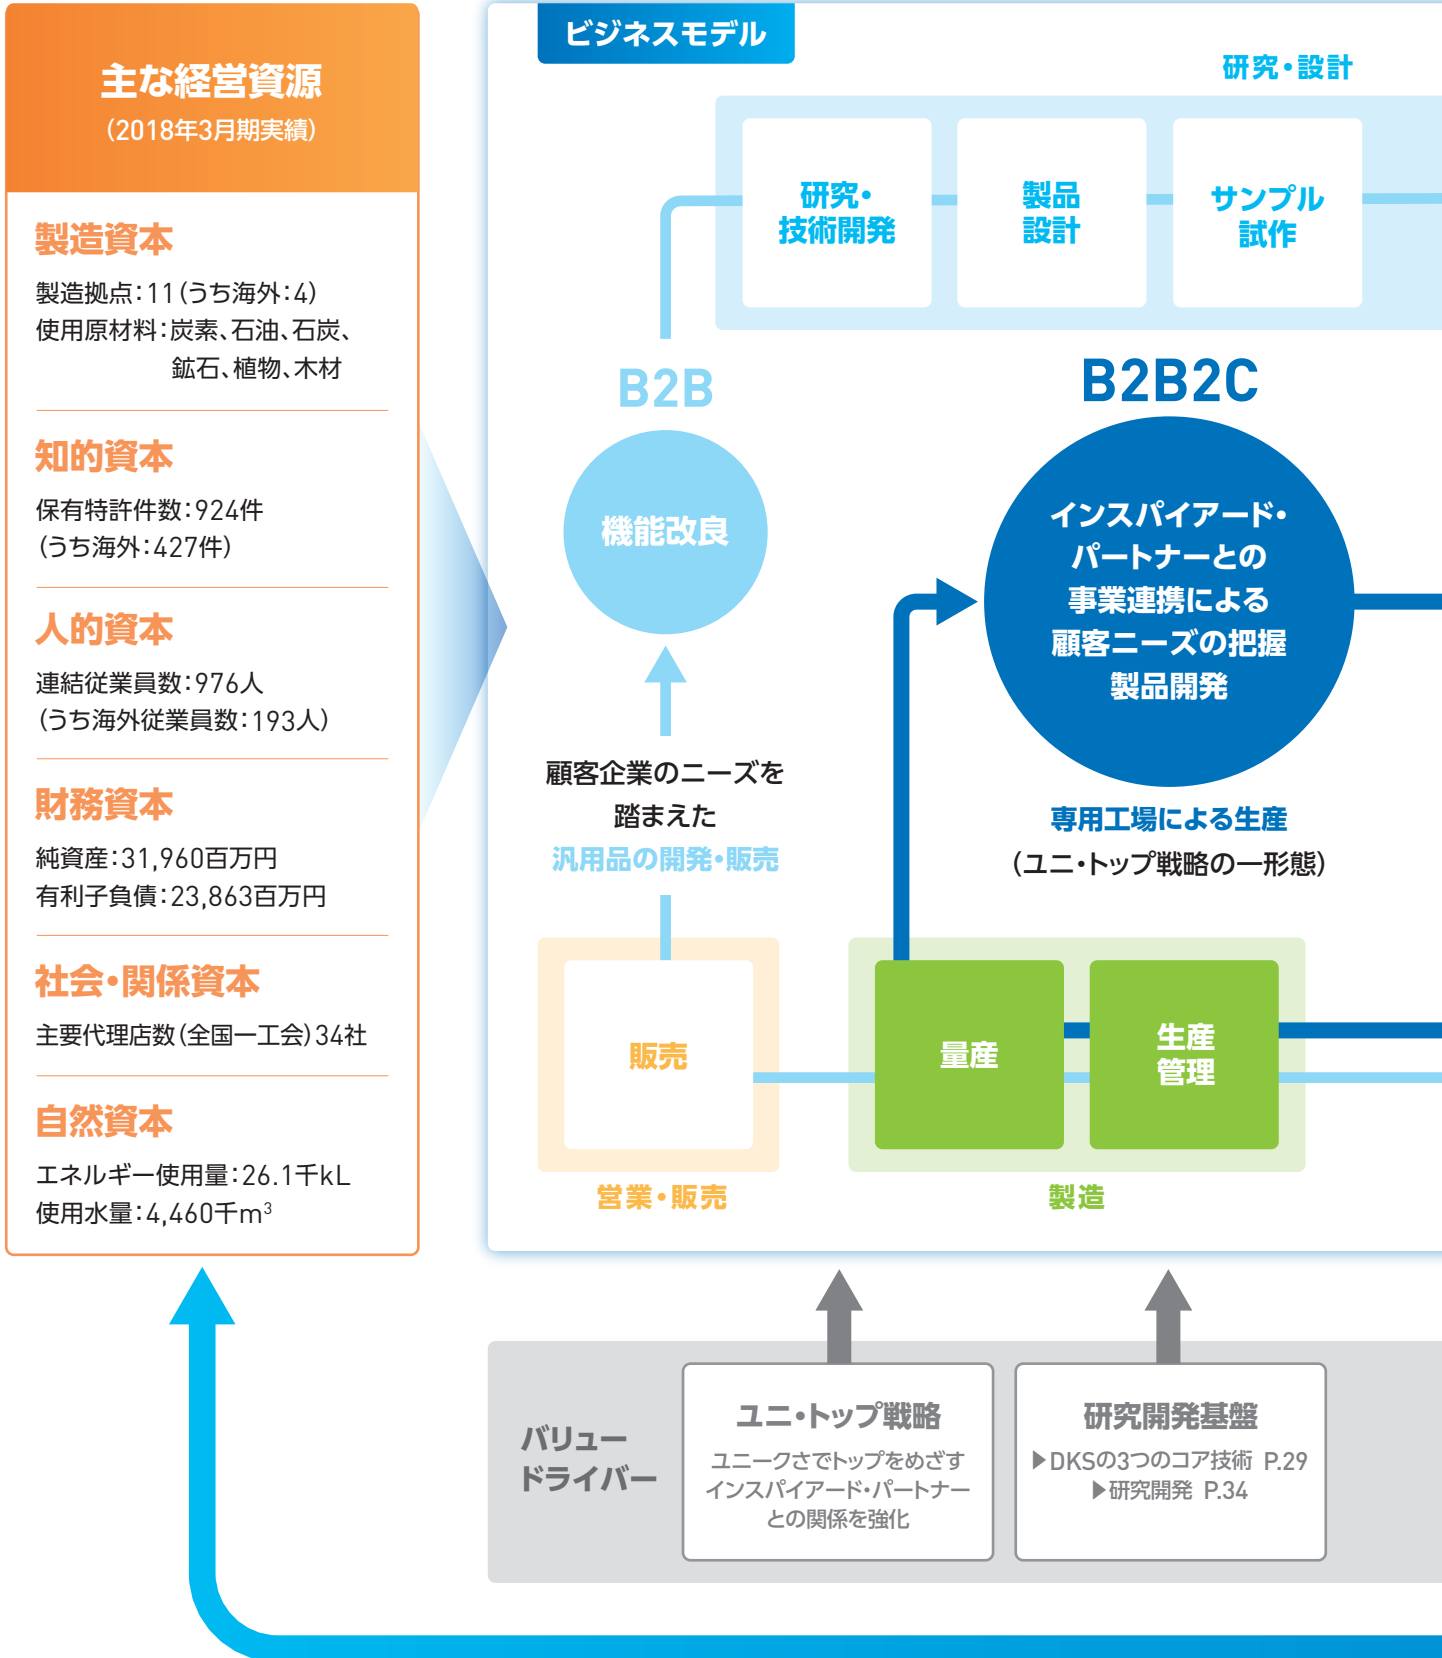 主な経営資源
(2018年3月期実績)
製造資本
製造拠点:11(うち海外:4)
使用原材料:炭素、石油、石炭、
鉱石、植物、木材
知的資本
保有特許件数:924件
(うち海外:427件)
人的資本
連結従業員数:976人
(うち海外従業員数:193人)
財務資本
純資産:31,960百万円
有利子負債:23,863百万円
社会・関係資本
主要代理店数(全国一工会)34社
自然資本
エネルギー使用量:26.1千kL
使用水量:4,460千m³
ビジネスモデル
研究・設計
研究・
技術開発
製品
設計
サンプル
試作
B2B
機能改良
顧客企業のニーズを
踏まえた
汎用品の開発・販売
B2B2C
インスパイアード・
パートナーとの
事業連携による
顧客ニーズの把握
製品開発
専用工場による生産
(ユニ・トップ戦略の一形態)
販売
営業・販売
量産
生産
管理
製造
バリュー
ドライバー
ユニ・トップ戦略
ユニークさでトップをめざす
インスパイアード・パートナー
との関係を強化
研究開発基盤
▶DKSの3つのコア技術 P.29
▶研究開発 P.34